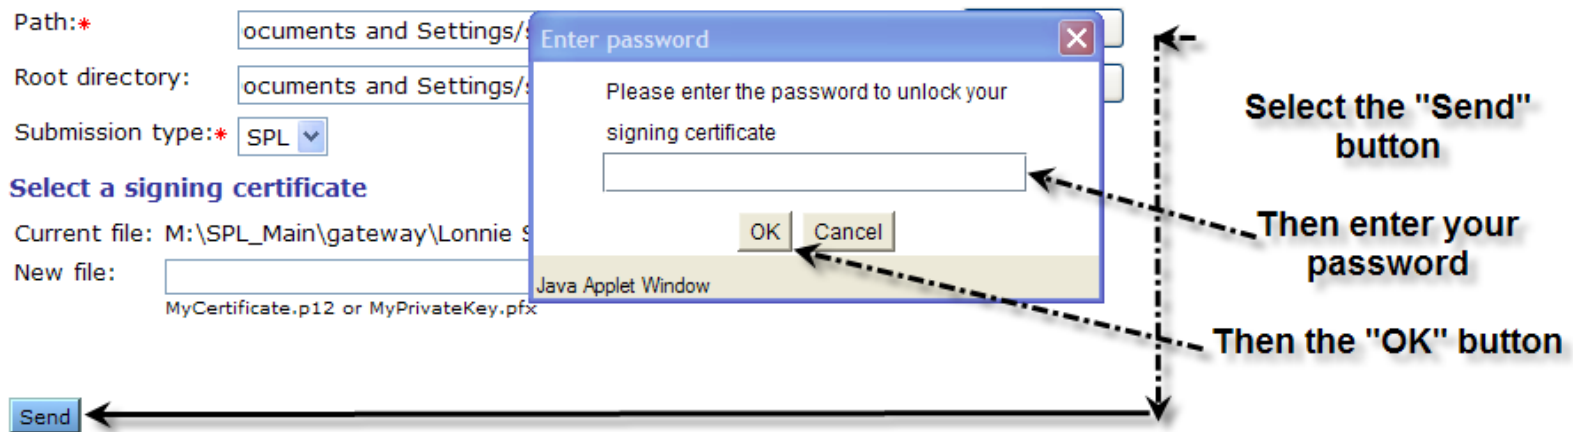 Path:*
ocuments and Settings/
Root directory:
ocuments and Settings/
Submission type:*
SPL
Select a signing certificate
Current file: M:\SPL_Main\gateway\Lonnie
New file:
MyCertificate.p12 or MyPrivateKey.pfx
Send
Enter password
Please enter the password to unlock your
signing certificate
OK
Cancel
Java Applet Window
Select the "Send"
button
Then enter your
password
Then the "OK" button